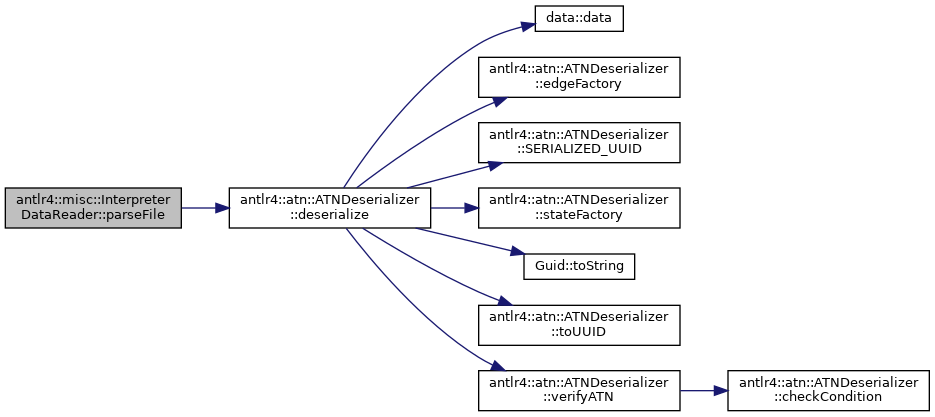 antlr4::misc::Interpreter
DataReader::parseFile
antlr4::atn::ATNDeserializer
::deserialize
data::data
antlr4::atn::ATNDeserializer
::edgeFactory
antlr4::atn::ATNDeserializer
::SERIALIZED_UUID
antlr4::atn::ATNDeserializer
::stateFactory
Guid::toString
antlr4::atn::ATNDeserializer
::toUUID
antlr4::atn::ATNDeserializer
::verifyATN
antlr4::atn::ATNDeserializer
::checkCondition